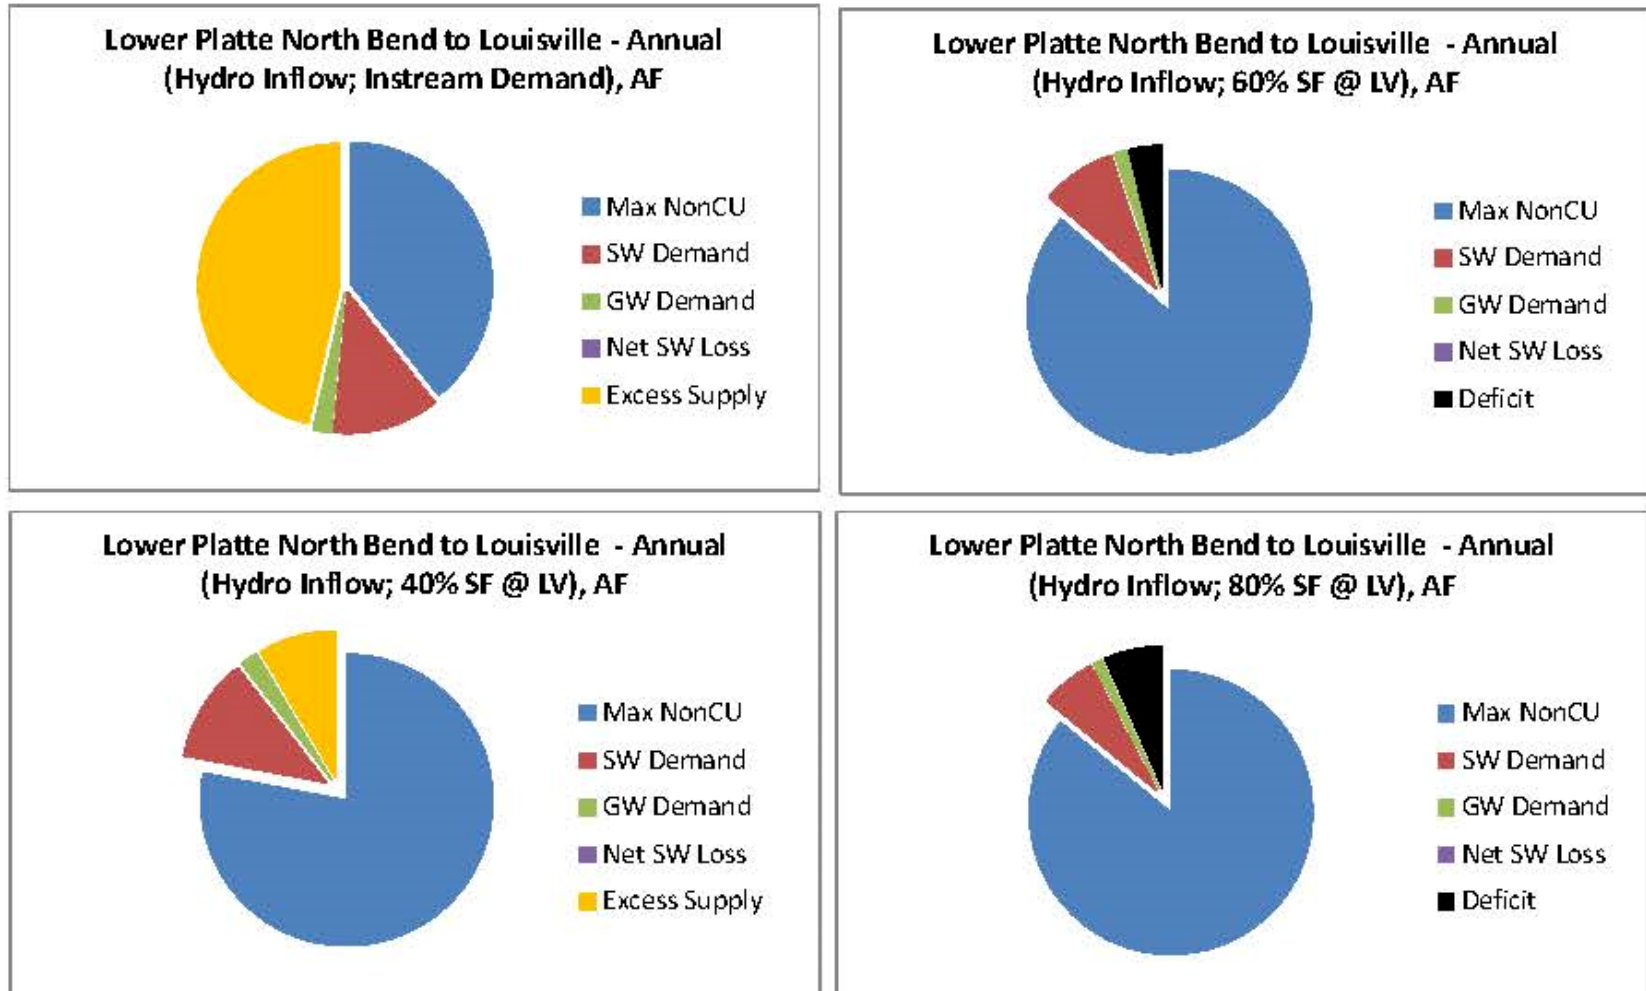 Lower Platte North Bend to Louisville - Annual
(Hydro Inflow; Instream Demand), AF
Max NonCU
SW Demand
GW Demand
Net SW Loss
Excess Supply
Lower Platte North Bend to Louisville - Annual
(Hydro Inflow; 60% SF @ LV), AF
Max NonCU
SW Demand
GW Demand
Net SW Loss
Deficit
Lower Platte North Bend to Louisville - Annual
(Hydro Inflow; 40% SF @ LV), AF
Max NonCU
SW Demand
GW Demand
Net SW Loss
Excess Supply
Lower Platte North Bend to Louisville - Annual
(Hydro Inflow; 80% SF @ LV), AF
Max NonCU
SW Demand
GW Demand
Net SW Loss
Deficit